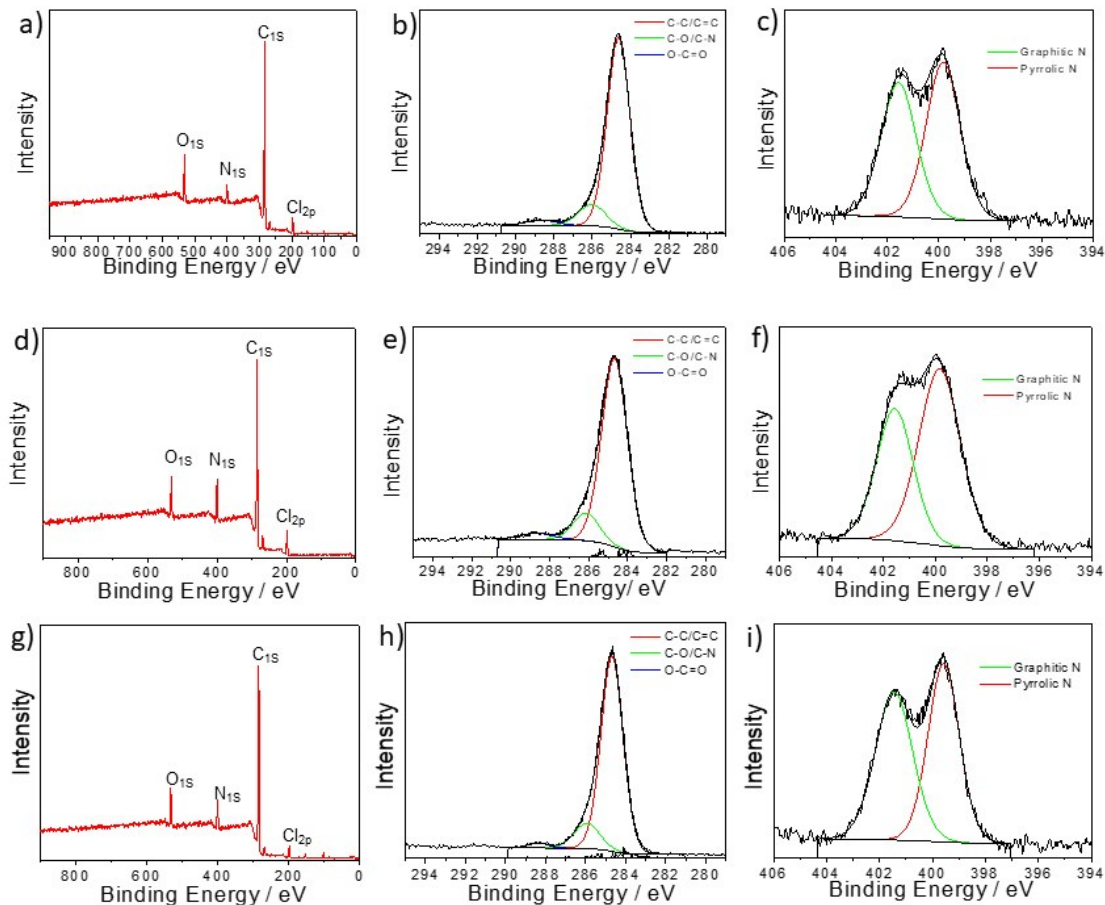 a)
C1S
O1S
N1S
Cl2p
Intensity
900 800 700 600 500 400 300 200 100 0
Binding Energy / eV
b)
C-C/C=C
C-O/C-N
O-C=O
Intensity
294 292 290 288 286 284 282 280
Binding Energy / eV
c)
Graphitic N
Pyrrolic N
Intensity
406 404 402 400 398 396 394
Binding Energy / eV
d)
C1S
O1S
N1S
Cl2p
Intensity
800 600 400 200 0
Binding Energy / eV
e)
C-C/C=C
C-O/C-N
O-C=O
Intensity
294 292 290 288 286 284 282 280
Binding Energy/ eV
f)
Graphitic N
Pyrrolic N
Intensity
406 404 402 400 398 396 394
Binding Energy / eV
g)
C1S
O1S
N1S
Cl2p
Intensity
800 600 400 200 0
Binding Energy / eV
h)
C-C/C=C
C-O/C-N
O-C=O
Intensity
294 292 290 288 286 284 282 280
Binding Energy / eV
i)
Graphitic N
Pyrrolic N
Intensity
406 404 402 400 398 396 394
Binding Energy / eV